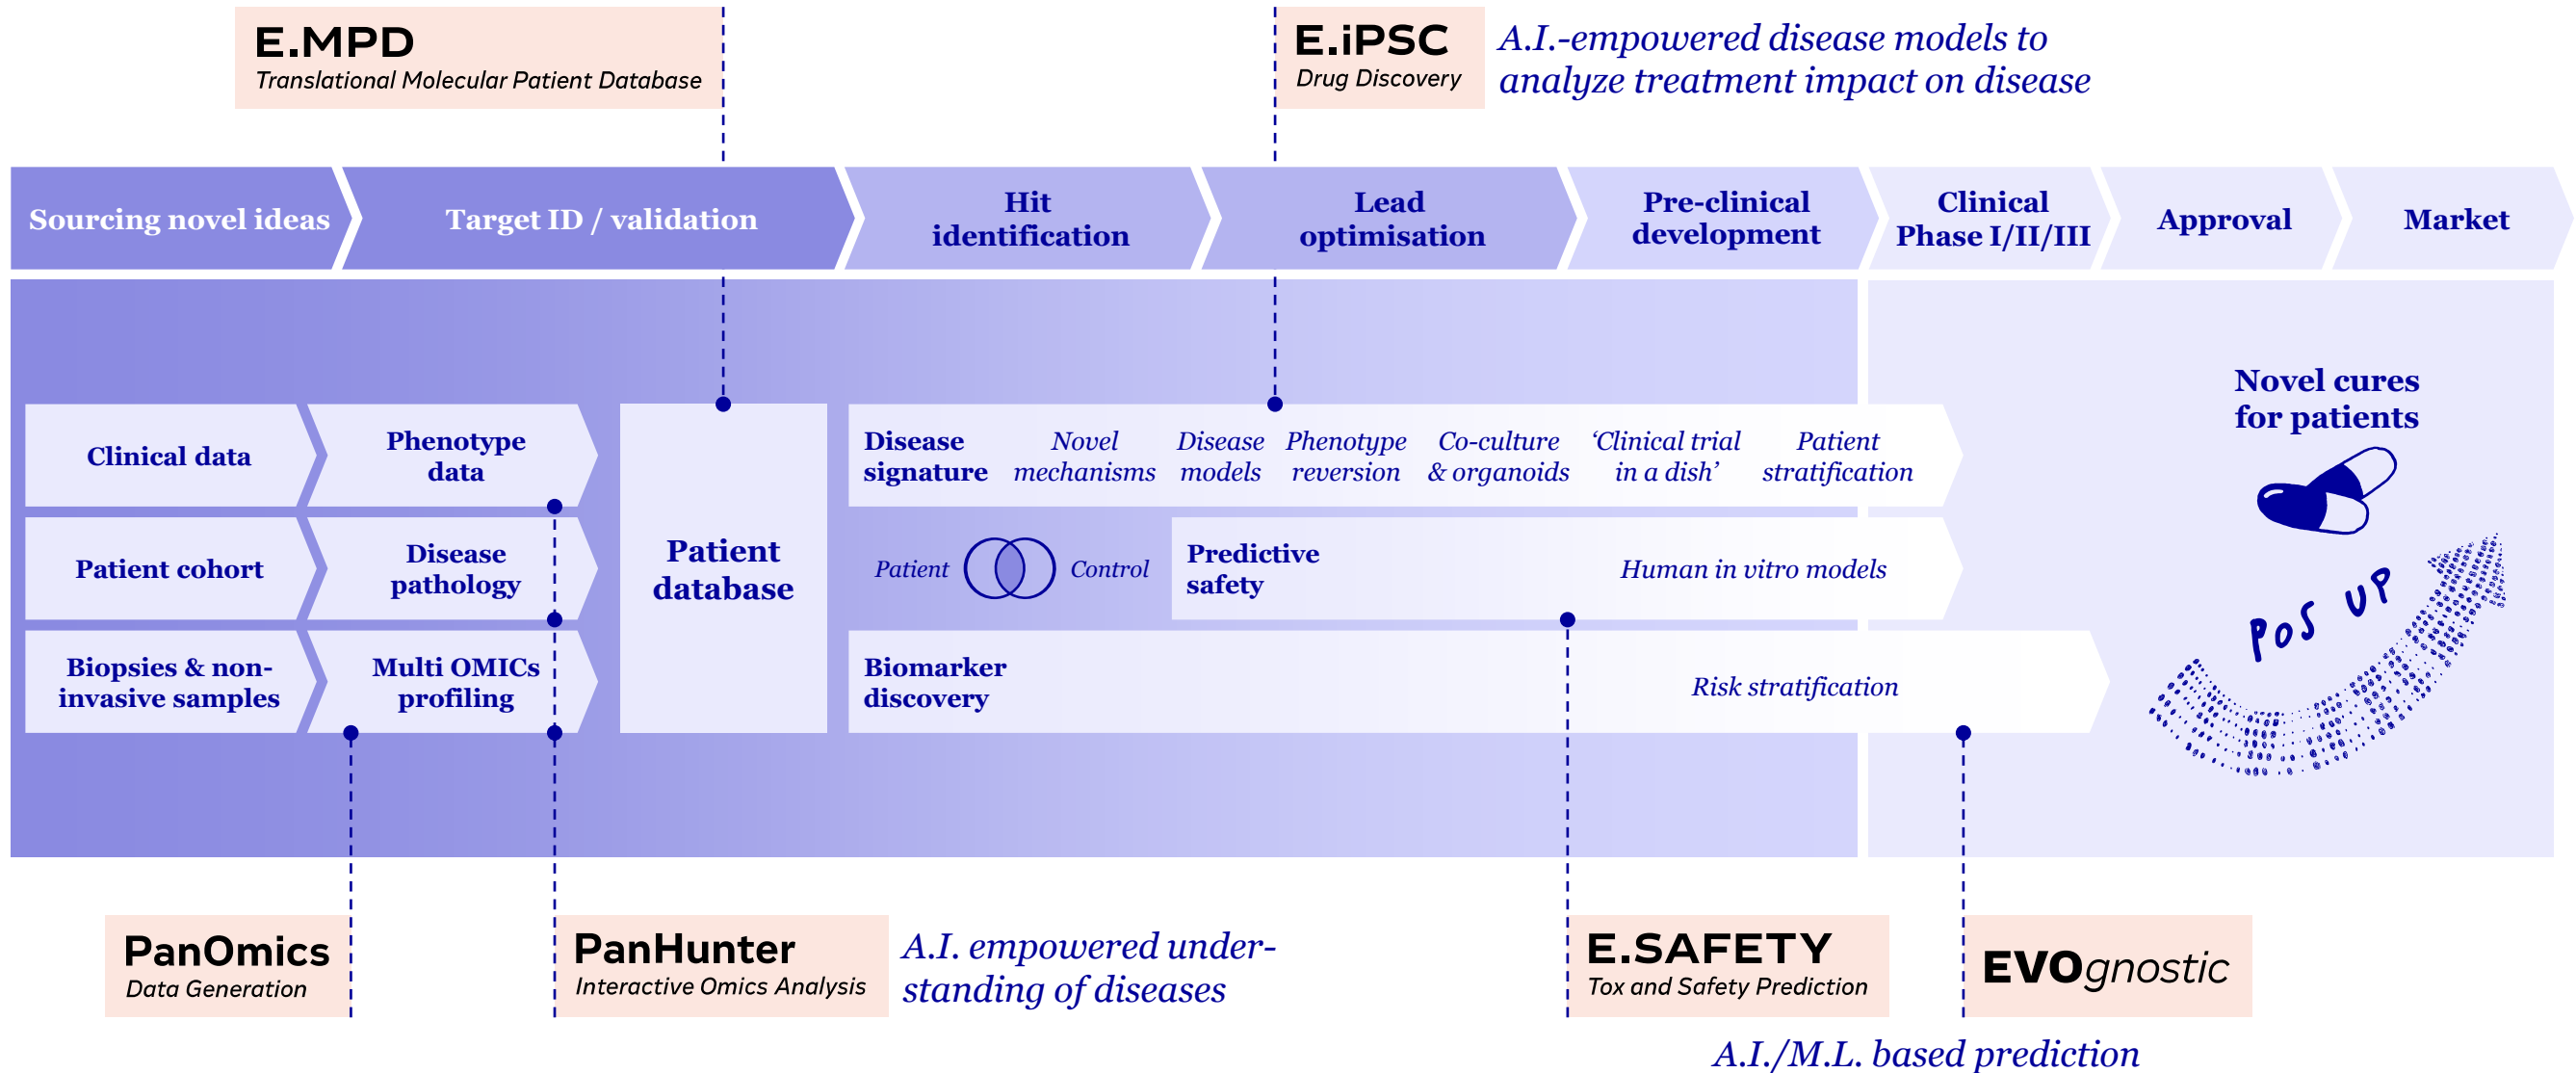 E.MPD
Translational Molecular Patient Database
E.iPSC
Drug Discovery
A.I.-empowered disease models to
analyze treatment impact on disease
Sourcing novel ideas
Target ID / validation
Hit
identification
Lead
optimisation
Pre-clinical
development
Clinical
Phase I/II/III
Approval
Market
Clinical data
Phenotype
data
Patient cohort
Disease
pathology
Biopsies & non-
invasive samples
Multi OMICs
profiling
Patient
database
Disease
signature
Novel
mechanisms
Disease
models
Phenotype
reversion
Co-culture
& organoids
‘Clinical trial
in a dish’
Patient
stratification
Patient
Control
Predictive
safety
Human in vitro models
Biomarker
discovery
Risk stratification
Novel cures
for patients
POS UP
PanOmics
Data Generation
PanHunter
Interactive Omics Analysis
A.I. empowered under-
standing of diseases
E.SAFETY
Tox and Safety Prediction
EVOgnostic
A.I./M.L. based prediction